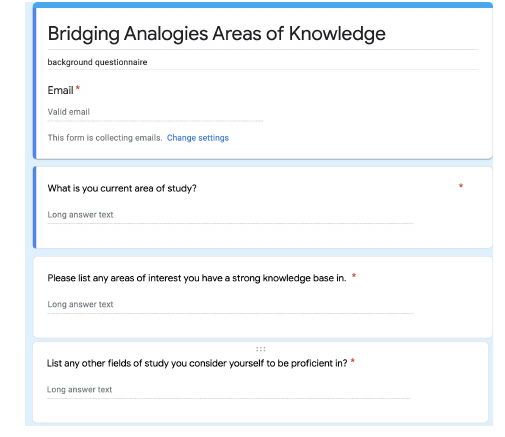 Bridging Analogies Areas of Knowledge
background questionnaire
Email *
Valid email
This form is collecting emails. Change settings
What is you current area of study? *
Long answer text
Please list any areas of interest you have a strong knowledge base in. *
Long answer text
List any other fields of study you consider yourself to be proficient in? *
Long answer text